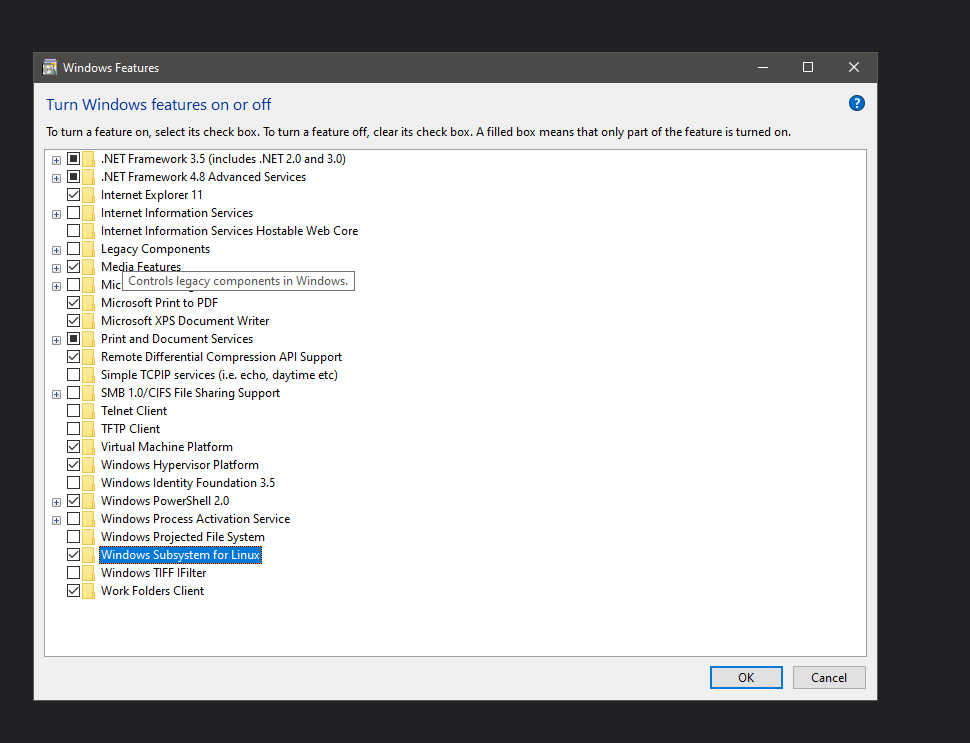 Windows Features
Turn Windows features on or off
?
To turn a feature on, select its check box. To turn a feature off, clear its check box. A filled box means that only part of the feature is turned on.
.NET Framework 3.5 (includes .NET 2.0 and 3.0)
.NET Framework 4.8 Advanced Services
Internet Explorer 11
Internet Information Services
Internet Information Services Hostable Web Core
Legacy Components
Media Features
Controls legacy components in Windows.
Microsoft Print to PDF
Microsoft XPS Document Writer
Print and Document Services
Remote Differential Compression API Support
Simple TCPIP services (i.e. echo, daytime etc)
SMB 1.0/CIFS File Sharing Support
Telnet Client
TFTP Client
Virtual Machine Platform
Windows Hypervisor Platform
Windows Identity Foundation 3.5
Windows PowerShell 2.0
Windows Process Activation Service
Windows Projected File System
Windows Subsystem for Linux
Windows TIFF IFilter
Work Folders Client
OK
Cancel